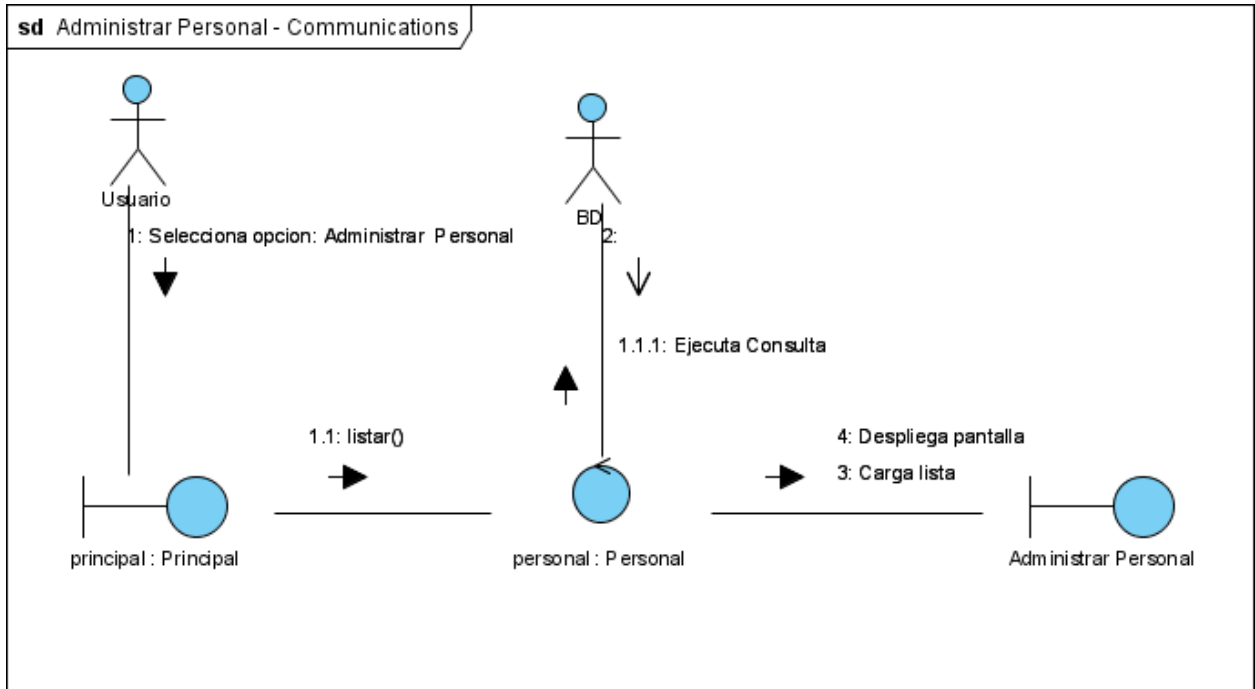 sd Administrar Personal - Communications
Usuario
BD
1: Selecciona opcion: Administrar Personal
2:
1.1.1: Ejecuta Consulta
1.1: listar()
4: Despliega pantalla
3: Carga lista
principal : Principal
personal : Personal
Administrar Personal